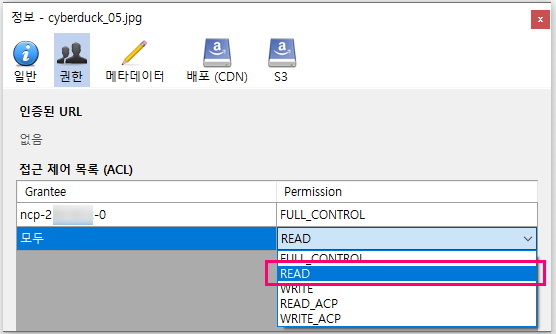 정보 - cyberduck_05.jpg
일반 권한 메타데이터 배포 (CDN) S3
인증된 URL
없음
접근 제어 목록 (ACL)
Grantee Permission
ncp-2 -0 FULL_CONTROL
모두 READ
FULL_CONTROL
READ
WRITE
READ_ACP
WRITE_ACP